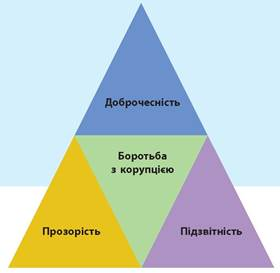 Доброчесність
Боротьба
з корупцією
Прозорість
Підзвітність